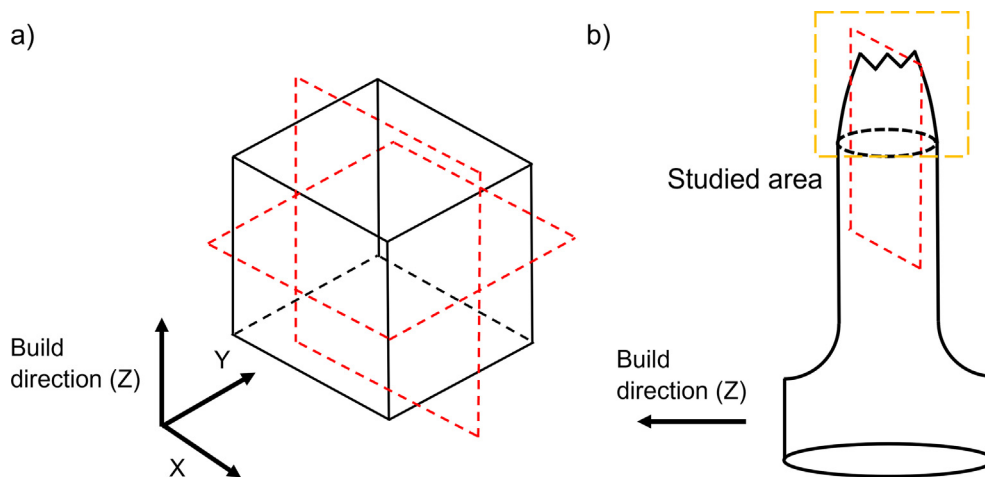 a)
Build
direction (Z)
Y
X
b)
Studied area
Build
direction (Z)